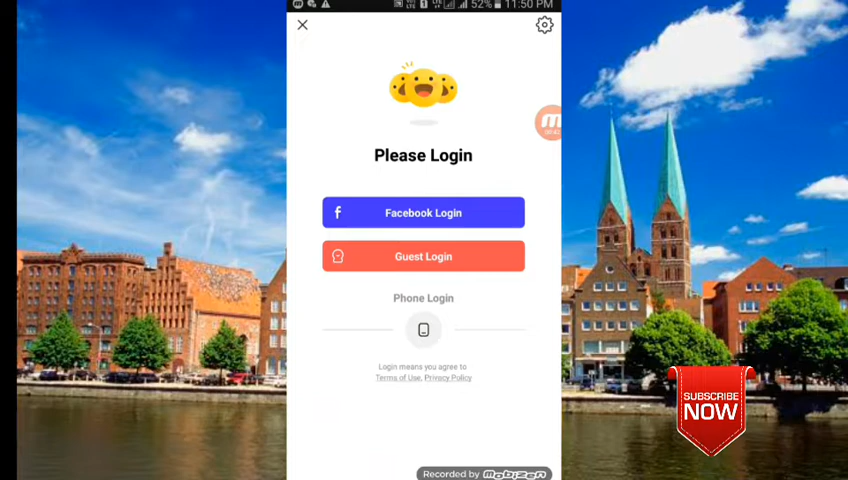 52% 11:50 PM
Please Login
Facebook Login
Guest Login
Phone Login
Login means you agree to
Terms of Use, Privacy Policy
SUBSCRIBE
NOW
Recorded by mobizen